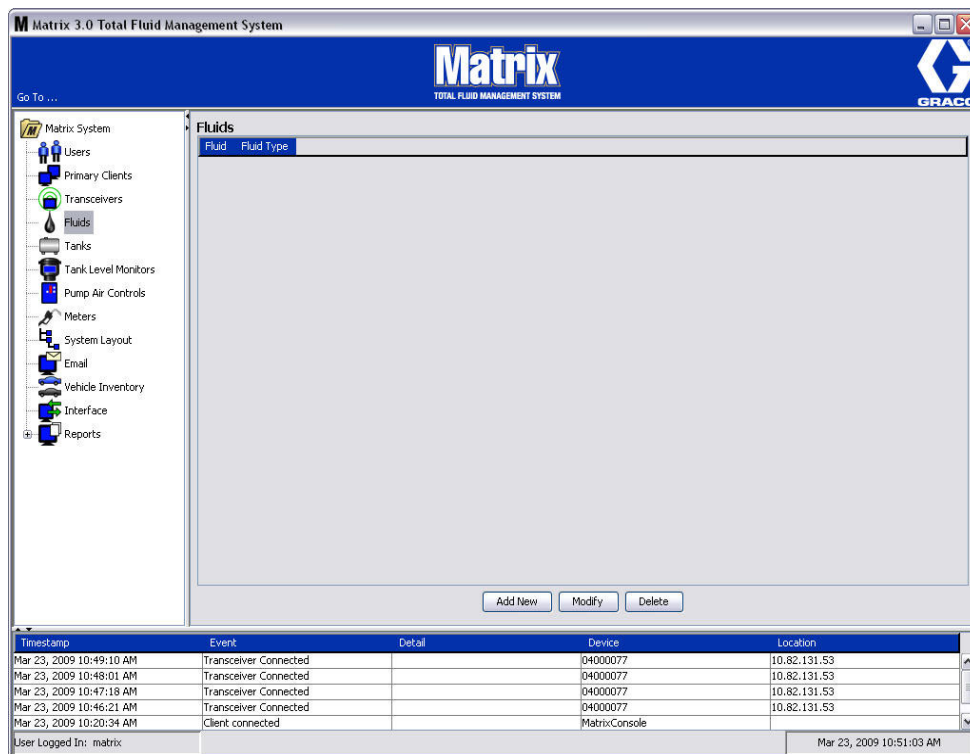 M Matrix 3.0 Total Fluid Management System
Matrix
TOTAL FLUID MANAGEMENT SYSTEM
Go To ...
GRACO
Matrix System
Users
Primary Clients
Transceivers
Fluids
Tanks
Tank Level Monitors
Pump Air Controls
Meters
System Layout
Email
Vehicle Inventory
Interface
Reports
Fluids
Fluid Fluid Type
Add New Modify Delete
Timestamp Event Detail Device Location
Mar 23, 2009 10:49:10 AM Transceiver Connected 04000077 10.82.131.53
Mar 23, 2009 10:48:01 AM Transceiver Connected 04000077 10.82.131.53
Mar 23, 2009 10:47:18 AM Transceiver Connected 04000077 10.82.131.53
Mar 23, 2009 10:46:21 AM Transceiver Connected 04000077 10.82.131.53
Mar 23, 2009 10:20:34 AM Client connected MatrixConsole
User Logged In: matrix Mar 23, 2009 10:51:03 AM